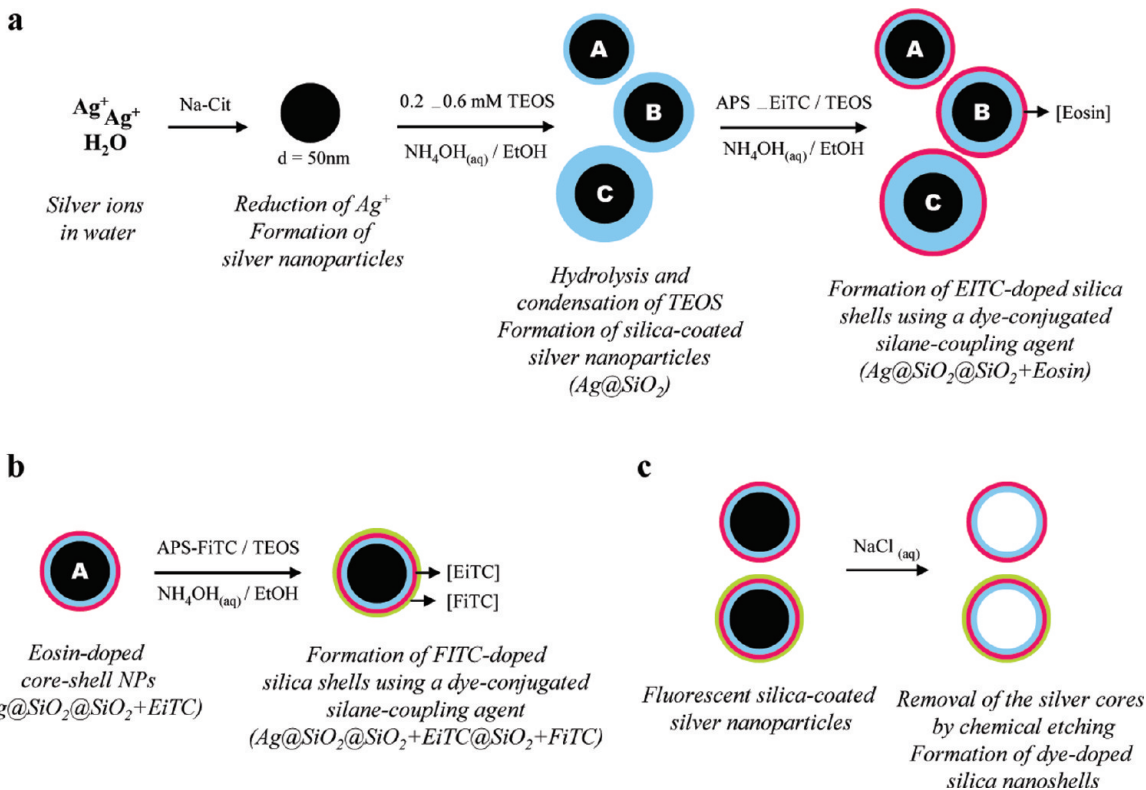 a
Ag⁺
Ag⁺
H₂O
Na-Cit
d = 50nm
0.2 _0.6 mM TEOS
NH₄OH(aq) / EtOH
A
B
C
APS _EiTC / TEOS
NH₄OH(aq) / EtOH
A
B
C
[Eosin]
Silver ions
in water
Reduction of Ag⁺
Formation of
silver nanoparticles
Hydrolysis and
condensation of TEOS
Formation of silica-coated
silver nanoparticles
(Ag@SiO₂)
Formation of EITC-doped silica
shells using a dye-conjugated
silane-coupling agent
(Ag@SiO₂@SiO₂+Eosin)
b
A
APS-FiTC / TEOS
NH₄OH(aq) / EtOH
[EiTC]
[FiTC]
Eosin-doped
core-shell NPs
g@SiO₂@SiO₂+EiTC)
Formation of FITC-doped
silica shells using a dye-conjugated
silane-coupling agent
(Ag@SiO₂@SiO₂+EiTC@SiO₂+FiTC)
c
NaCl (aq)
Fluorescent silica-coated
silver nanoparticles
Removal of the silver cores
by chemical etching
Formation of dye-doped
silica nanoshells